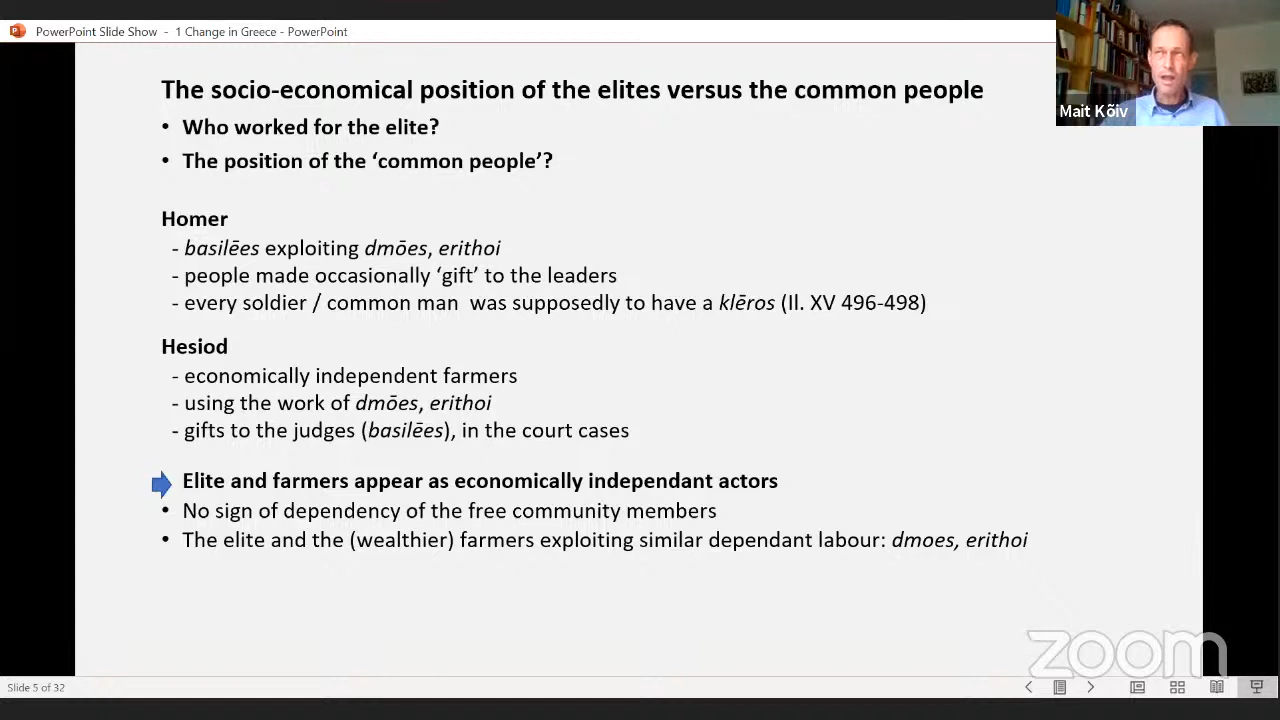 PowerPoint Slide Show - 1 Change in Greece - PowerPoint
Mait Kõiv
The socio-economical position of the elites versus the common people
• Who worked for the elite?
• The position of the ‘common people’?
Homer
- basilēes exploiting dmōes, erithoi
- people made occasionally ‘gift’ to the leaders
- every soldier / common man was supposedly to have a klēros (Il. XV 496-498)
Hesiod
- economically independent farmers
- using the work of dmōes, erithoi
- gifts to the judges (basilēes), in the court cases
Elite and farmers appear as economically independant actors
• No sign of dependency of the free community members
• The elite and the (wealthier) farmers exploiting similar dependant labour: dmoes, erithoi
zoom
Slide 5 of 32